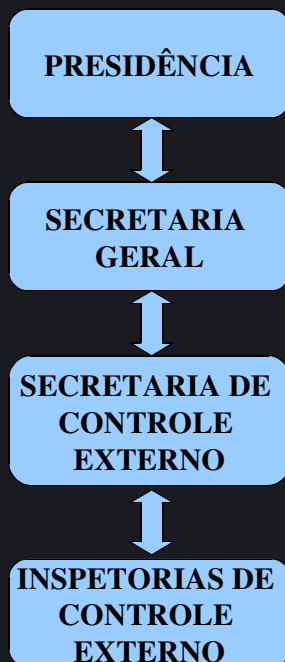 PRESIDÊNCIA
SECRETARIA
GERAL
SECRETARIA DE
CONTROLE
EXTERNO
INSPETORIAS DE
CONTROLE
EXTERNO